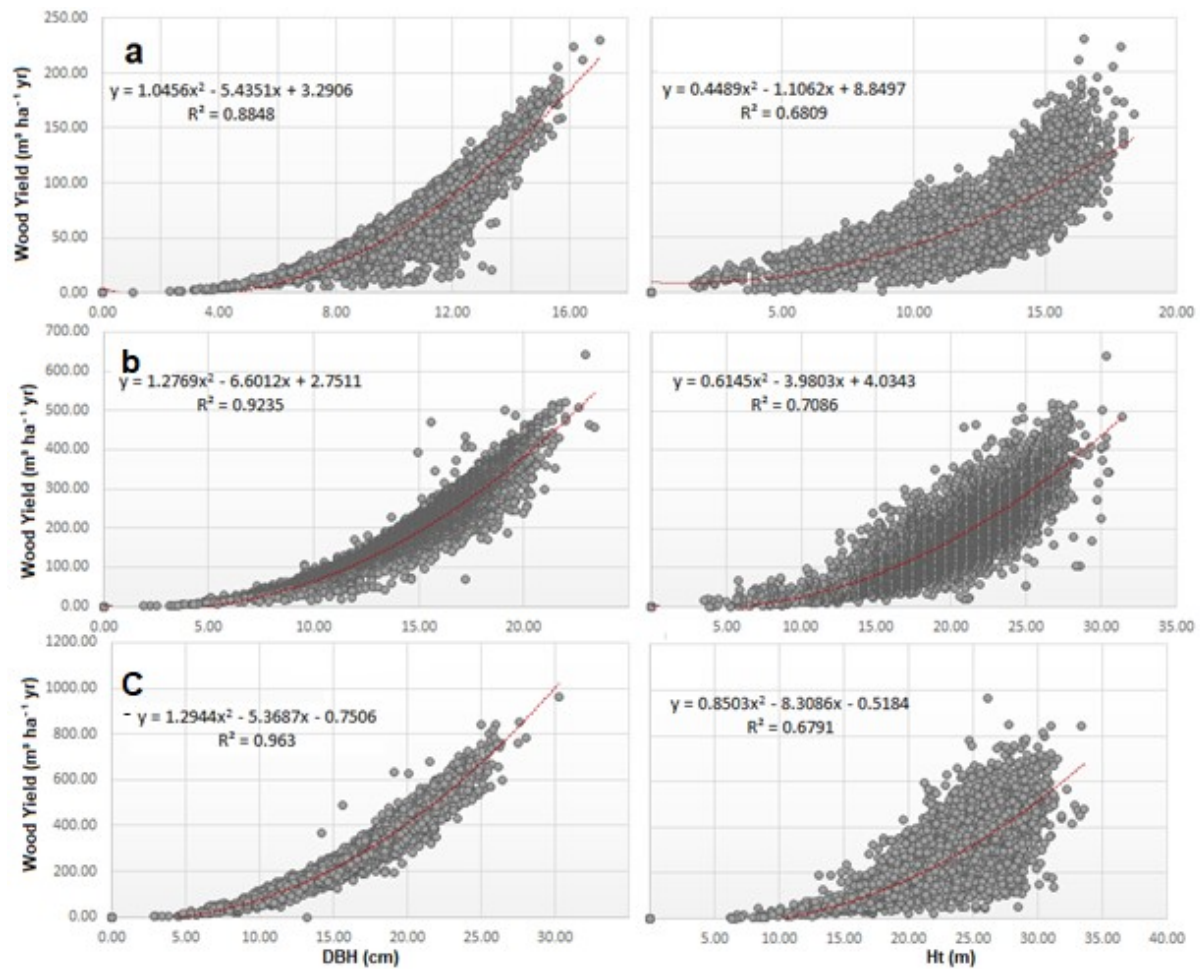 250.00
a
200.00
y = 1.0456x² - 5.4351x + 3.2906
R² = 0.8848
y = 0.4489x² - 1.1062x + 8.8497
R² = 0.6809
150.00
100.00
50.00
0.00
Wood Yield (m³ ha⁻¹ yr)
0.00 4.00 8.00 12.00 16.00
5.00 10.00 15.00 20.00
700.00
b
600.00
y = 1.2769x² - 6.6012x + 2.7511
R² = 0.9235
y = 0.6145x² - 3.9803x + 4.0343
R² = 0.7086
500.00
400.00
300.00
200.00
100.00
0.00
Wood Yield (m³ ha⁻¹ yr)
0.00 5.00 10.00 15.00 20.00
5.00 10.00 15.00 20.00 25.00 30.00 35.00
1200.00
C
1000.00
- y = 1.2944x² - 5.3687x - 0.7506
R² = 0.963
y = 0.8503x² - 8.3086x - 0.5184
R² = 0.6791
800.00
600.00
400.00
200.00
0.00
Wood Yield (m³ ha⁻¹ yr)
0.00 5.00 10.00 15.00 20.00 25.00 30.00
5.00 10.00 15.00 20.00 25.00 30.00 35.00 40.00
DBH (cm)
Ht (m)